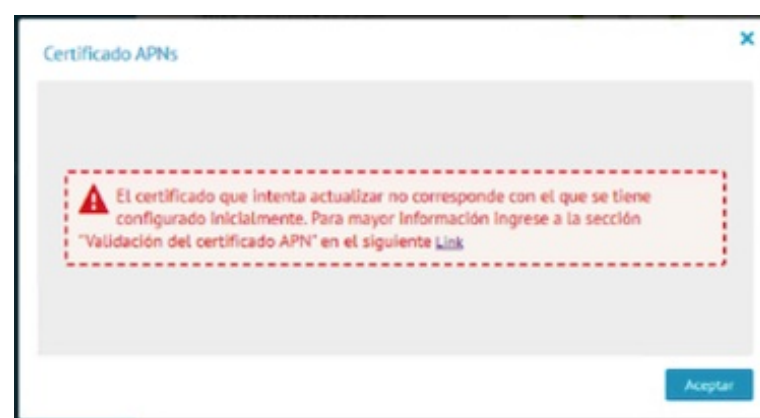 Certificado APNs
El certificado que intenta actualizar no corresponde con el que se tiene
configurado inicialmente. Para mayor información ingrese a la sección
"Validación del certificado APN" en el siguiente Link
Aceptar